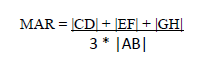 MAR = |CD| + |EF| + |GH|
3 * |AB|